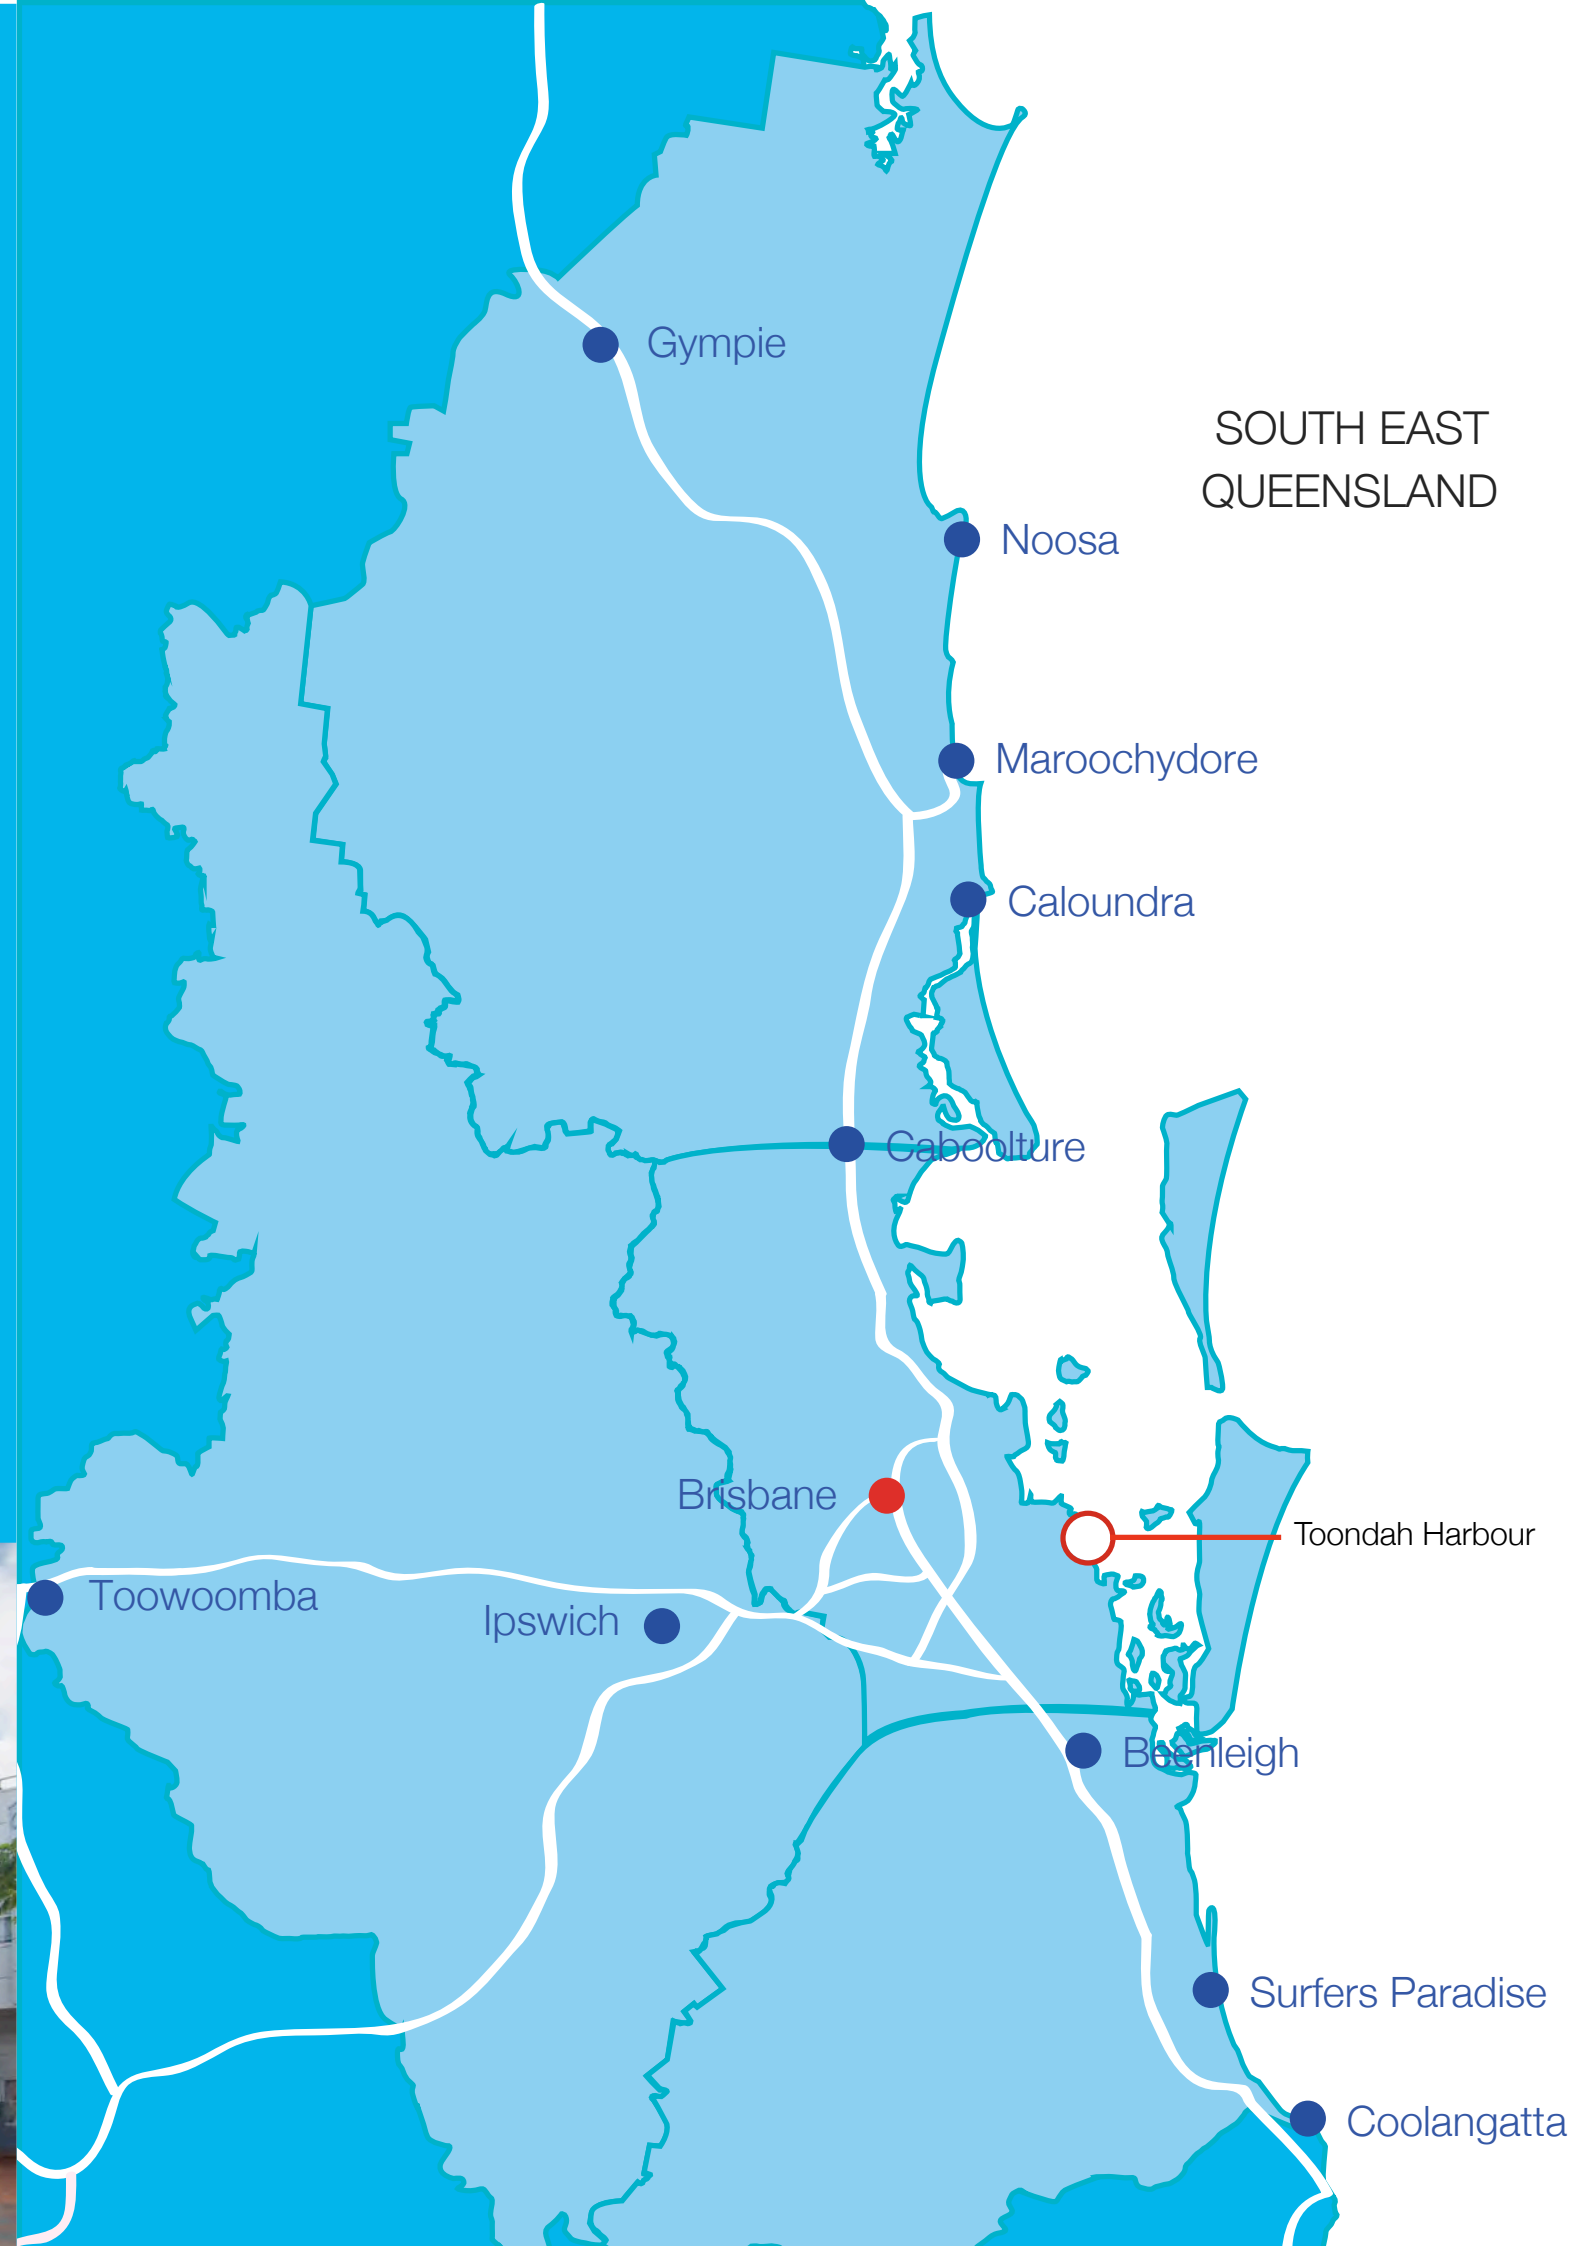 Gympie
SOUTH EAST
QUEENSLAND
Noosa
Maroochydore
Caloundra
Caboolture
Brisbane
Toondah Harbour
Toowoomba
Ipswich
Beenleigh
Surfers Paradise
Coolangatta